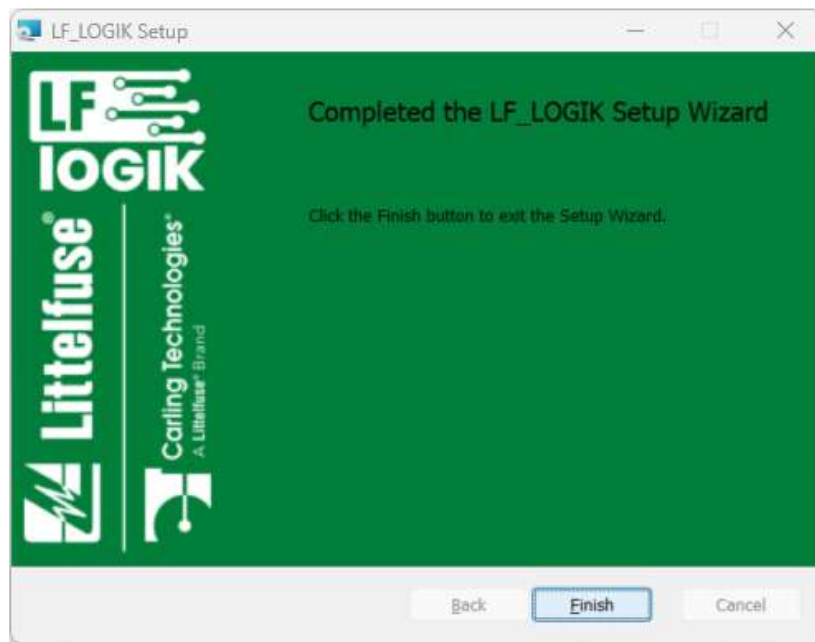 LF_LOGIK Setup
LF
lOGIK
Completed the LF_LOGIK Setup Wizard
Click the Finish button to exit the Setup Wizard.
Littelfuse®
Carling Technologies®
A Littelfuse® Brand
Back
Finish
Cancel